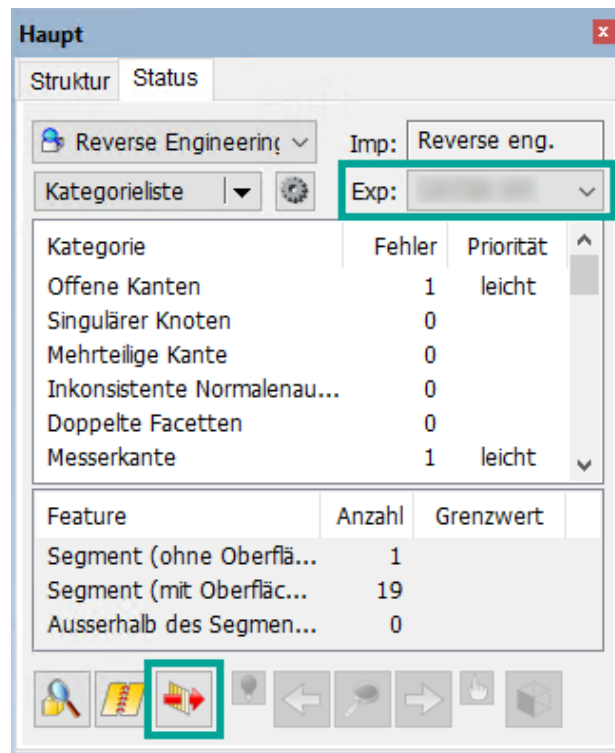 Haupt
Struktur Status
Reverse Engineering Imp: Reverse eng.
Kategorieliste Exp:
Kategorie Fehler Priorität
Offene Kanten 1 leicht
Singulärer Knoten 0
Mehrteilige Kante 0
Inkonsistente Normalenau... 0
Doppelte Facetten 0
Messerkante 1 leicht
Feature Anzahl Grenzwert
Segment (ohne Oberflä... 1
Segment (mit Oberfläc... 19
Ausserhalb des Segmen... 0